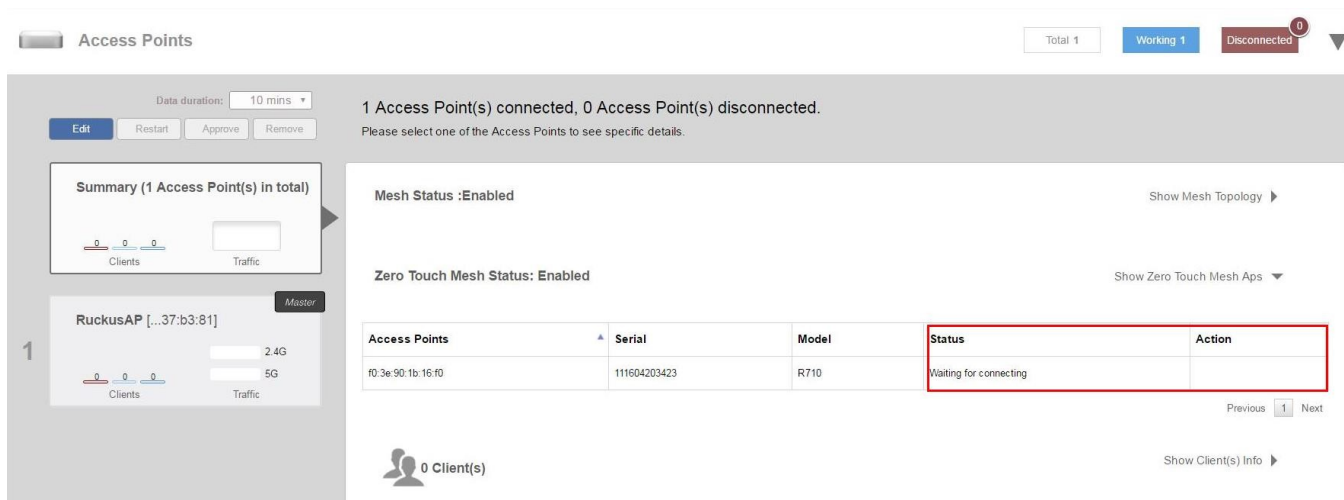 Access Points
Total 1
Working 1
Disconnected
0
Data duration: 10 mins
Edit Restart Approve Remove
1 Access Point(s) connected, 0 Access Point(s) disconnected.
Please select one of the Access Points to see specific details.
Summary (1 Access Point(s) in total)
0 0 0
Clients Traffic
Mesh Status :Enabled
Show Mesh Topology
Zero Touch Mesh Status: Enabled
Show Zero Touch Mesh Aps
1
Master
RuckusAP [...37:b3:81]
2.4G
5G
0 0 0
Clients Traffic
Access Points Serial Model Status Action
f0:3e:90:1b:16:f0 111604203423 R710 Waiting for connecting
Previous 1 Next
0 Client(s)
Show Client(s) Info